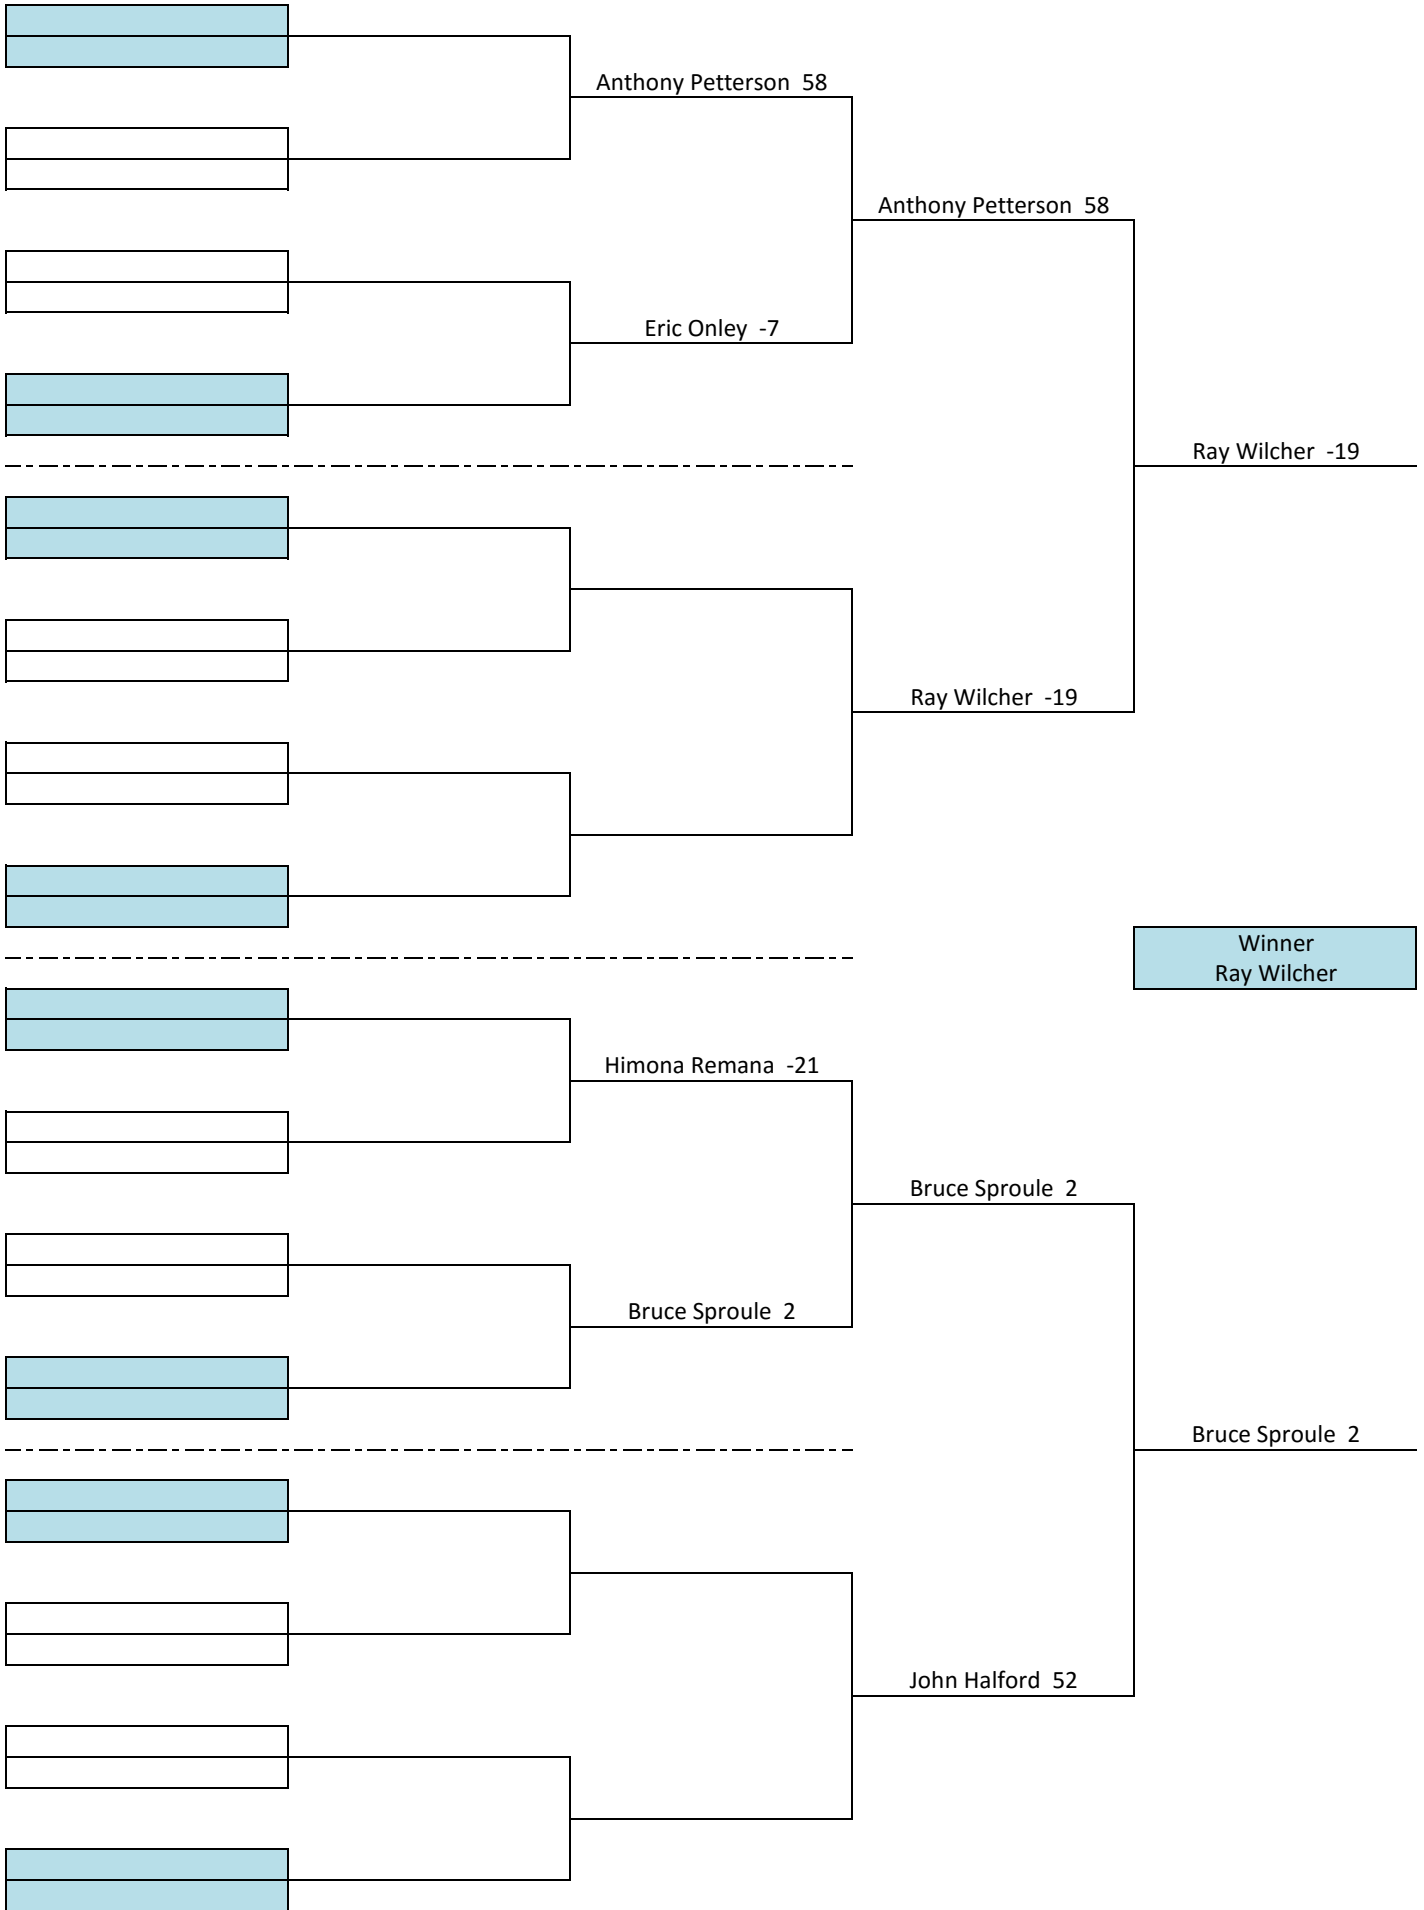 Anthony Petterson  58
Anthony Petterson  58
Eric Onley  -7
Ray Wilcher  -19
Ray Wilcher  -19
Winner
Ray Wilcher
Himona Remana  -21
Bruce Sproule  2
Bruce Sproule  2
Bruce Sproule  2
John Halford  52